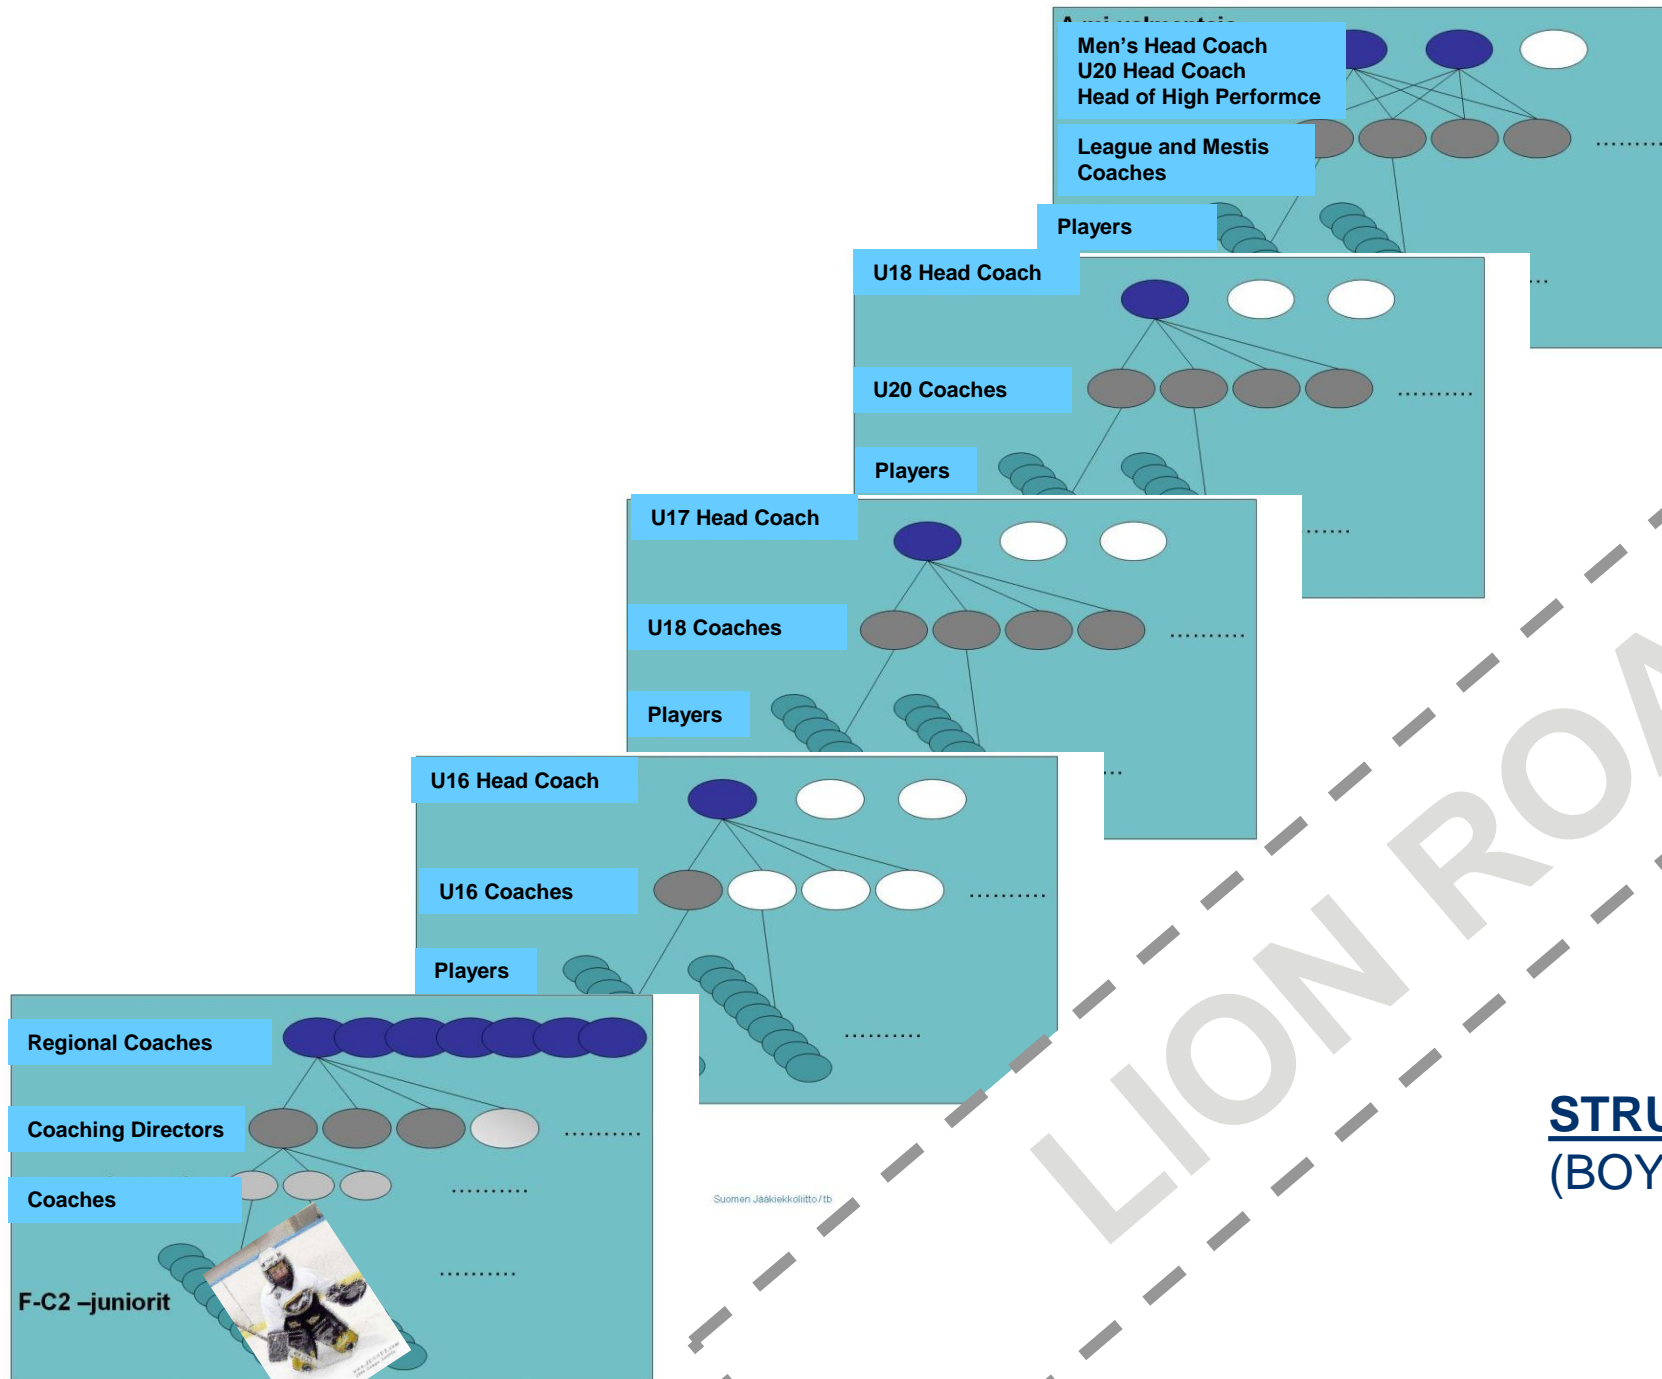 Men’s Head Coach
U20 Head Coach
Head of High Performce
League and Mestis
Coaches
..........
Players
U18 Head Coach
...
U20 Coaches
..........
Players
U17 Head Coach
......
U18 Coaches
..........
Players
U16 Head Coach
...
U16 Coaches
..........
Players
Regional Coaches
..........
Coaching Directors
..........
Coaches
..........
Suomen Jääkiekkoliitto/tb
..........
F-C2 –juniorit
LION ROA
STRU
(BOY